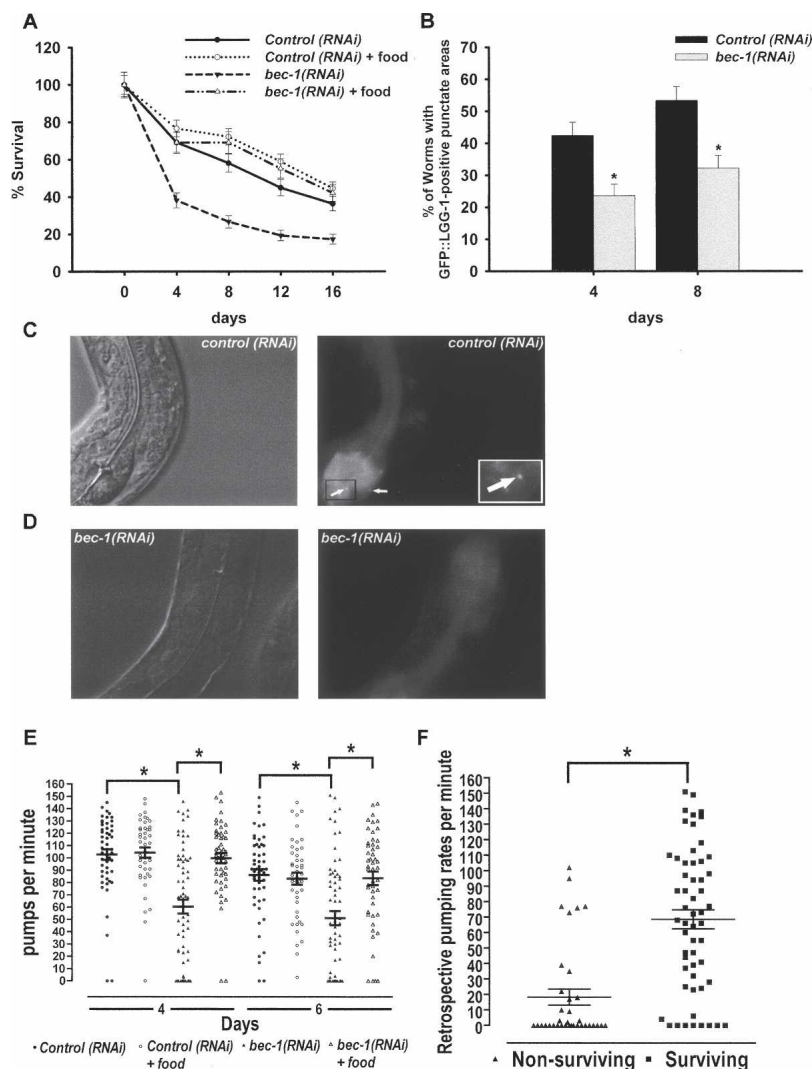 A
Control (RNAi)
Control (RNAi) + food
bec-1(RNAi)
bec-1(RNAi) + food
% Survival
120
100
80
60
40
20
0
0 4 8 12 16
days
B
Control (RNAi)
bec-1(RNAi)
% of Worms with
GFP::LGG-1-positive punctate areas
70
60
50
40
30
20
10
0
* *
4 8
days
C
control (RNAi)
control (RNAi)
D
bec-1(RNAi)
bec-1(RNAi)
E
* * * *
pumps per minute
160
150
140
130
120
110
100
90
80
70
60
50
40
30
20
10
0
4 6
Days
Control (RNAi)
Control (RNAi)
+ food
bec-1(RNAi)
bec-1(RNAi)
+ food
F
*
Retrospective pumping rates per minute
160
150
140
130
120
110
100
90
80
70
60
50
40
30
20
10
0
Non-surviving
Surviving